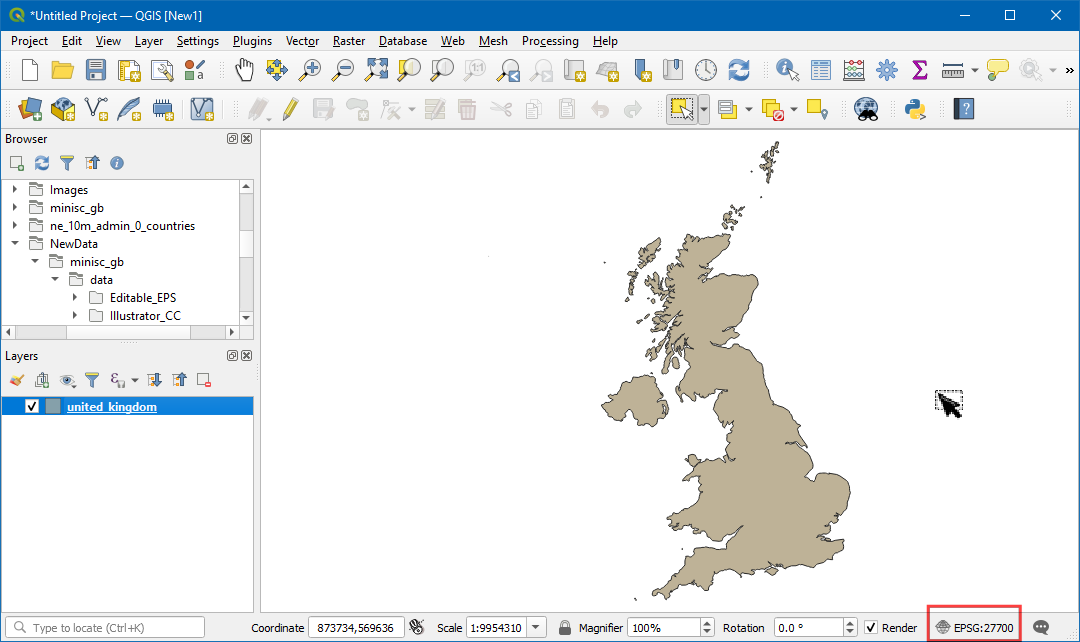 *Untitled Project — QGIS [New1]
Project Edit View Layer Settings Plugins Vector Raster Database Web Mesh Processing Help
1:1
Browser
Images
minisc_gb
ne_10m_admin_0_countries
NewData
minisc_gb
data
Editable_EPS
Illustrator_CC
Layers
united_kingdom
Type to locate (Ctrl+K) Coordinate 873734,569636 Scale 1:9954310 Magnifier 100% Rotation 0.0 ° Render EPSG:27700